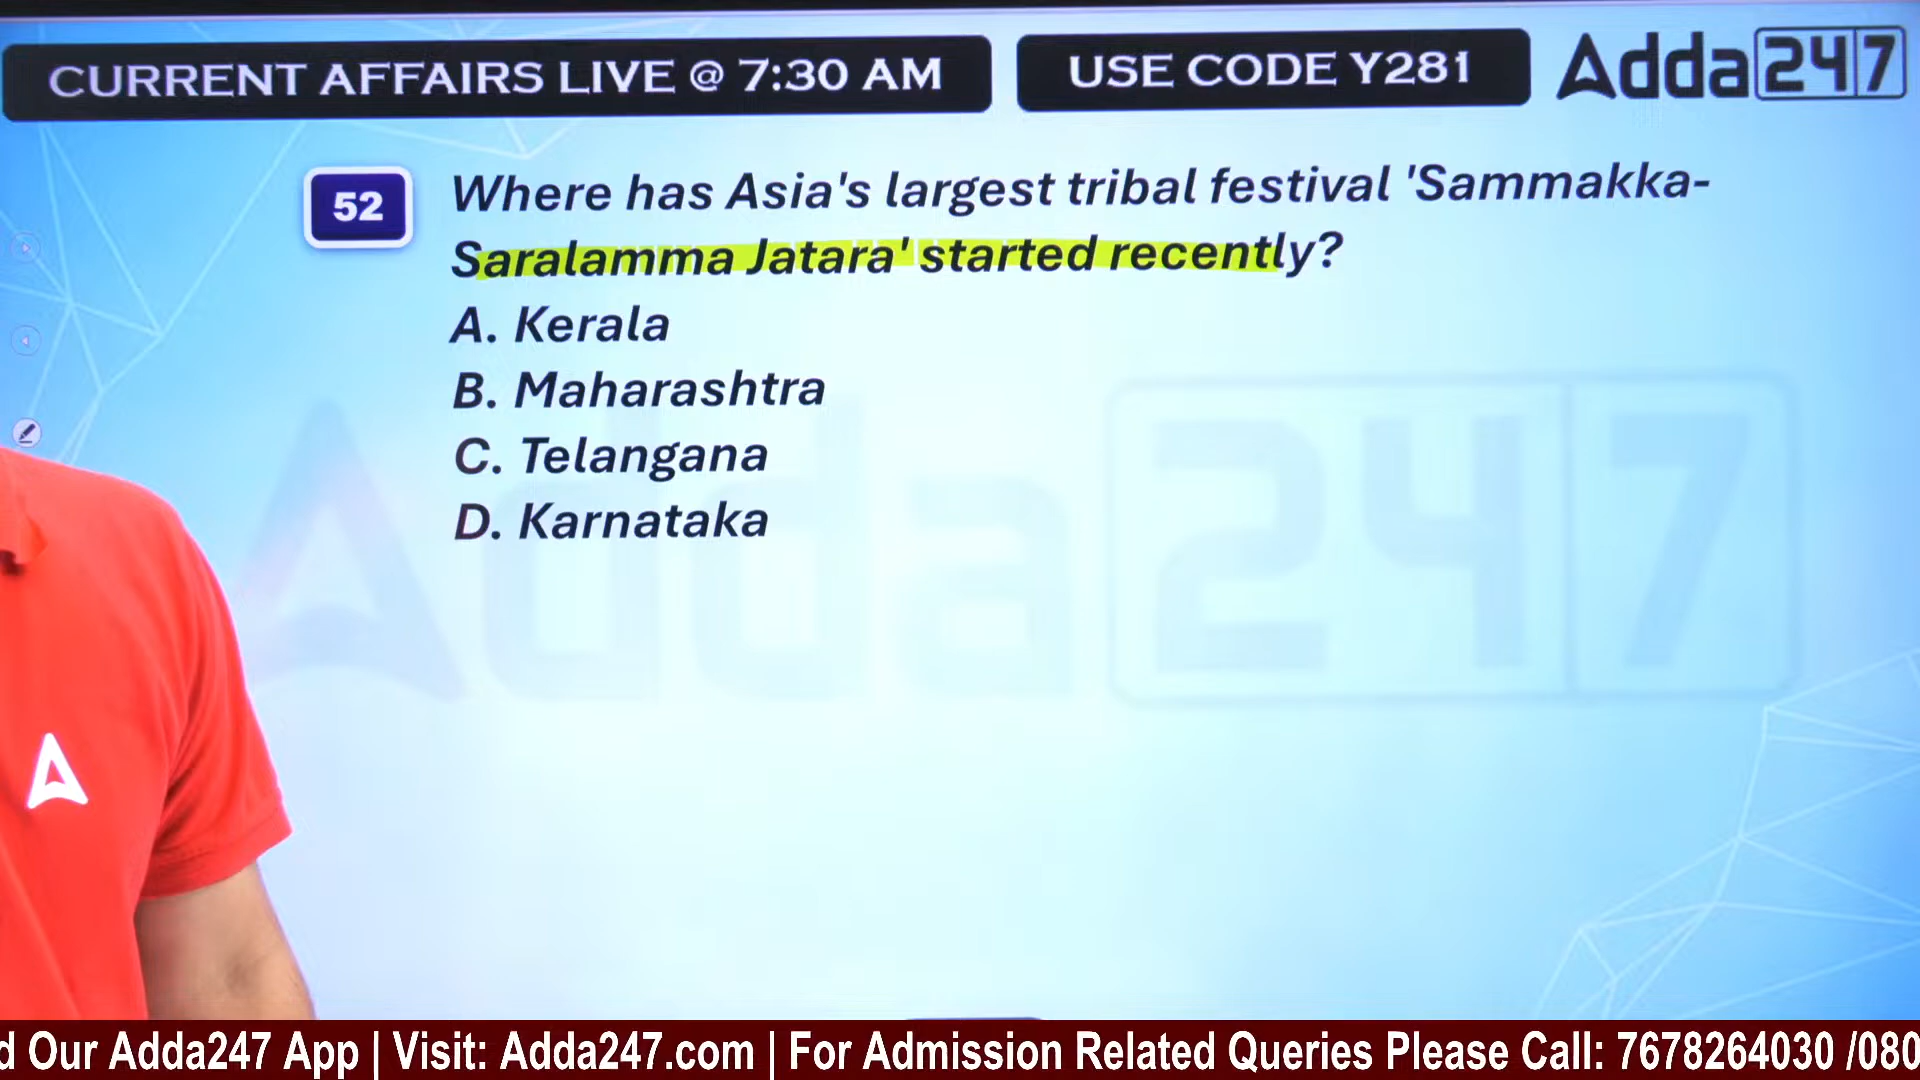 CURRENT AFFAIRS LIVE @ 7:30 AM
USE CODE Y281
Adda247
52
Where has Asia's largest tribal festival 'Sammakka-
Saralamma Jatara' started recently?
A. Kerala
B. Maharashtra
C. Telangana
D. Karnataka
Adda247
d Our Adda247 App | Visit: Adda247.com | For Admission Related Queries Please Call: 7678264030 /080